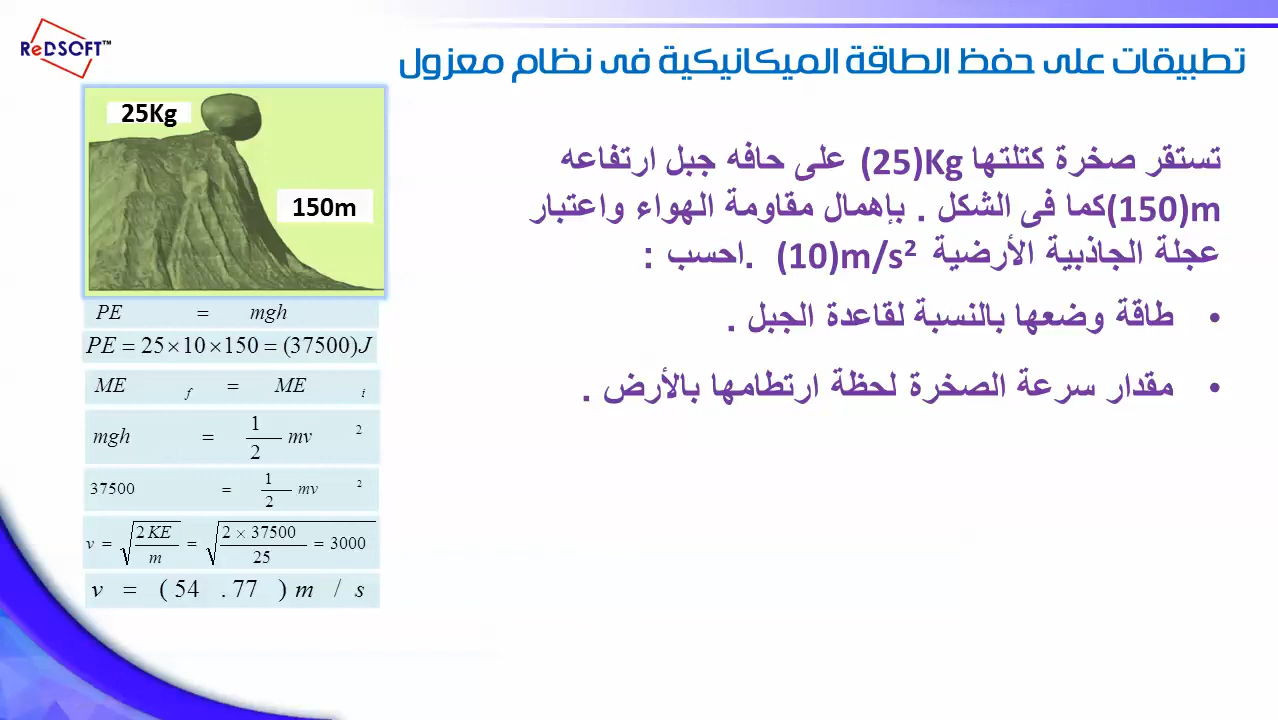 ReDSOFT™
تطبيقات على حفظ الطاقة الميكانيكية فى نظام معزول
25Kg
150m
تستقر صخرة كتلتها (25)Kg على حافه جبل ارتفاعه
(150)m كما فى الشكل . بإهمال مقاومة الهواء واعتبار
عجلة الجاذبية الأرضية (10)m/s² .احسب :
• طاقة وضعها بالنسبة لقاعدة الجبل .
• مقدار سرعة الصخرة لحظة ارتطامها بالأرض .
PE = mgh
PE = 25×10×150 = (37500)J
ME f = ME i
mgh = 1/2 mv 2
37500 = 1/2 mv 2
v = √(2 KE / m) = √(2 × 37500 / 25 = 3000)
v = ( 54 . 77 ) m / s